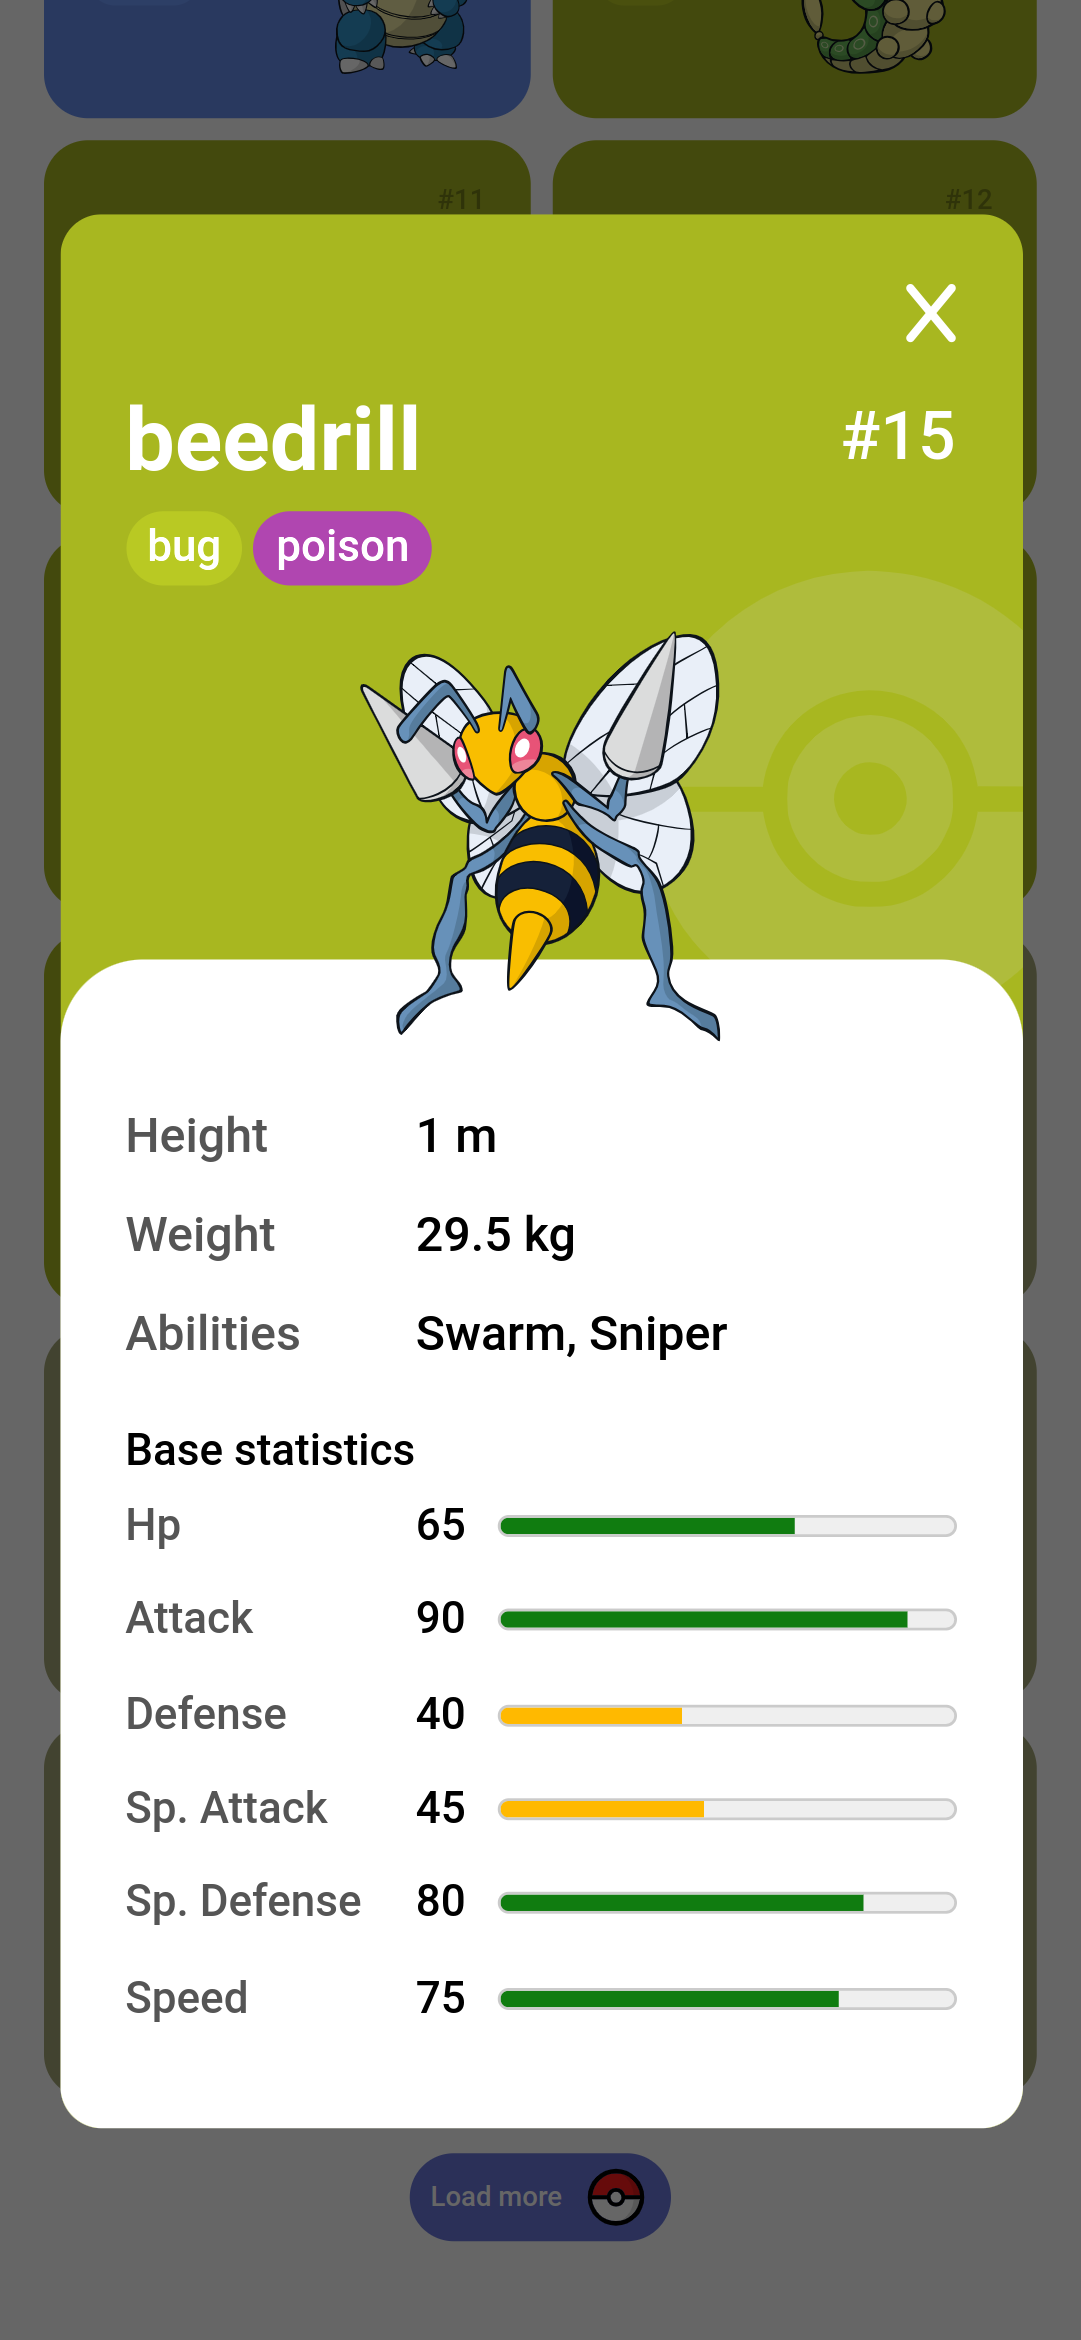 #11
#12
beedrill
#15
bug poison
Height 1 m
Weight 29.5 kg
Abilities Swarm, Sniper
Base statistics
Hp 65
Attack 90
Defense 40
Sp. Attack 45
Sp. Defense 80
Speed 75
Load more